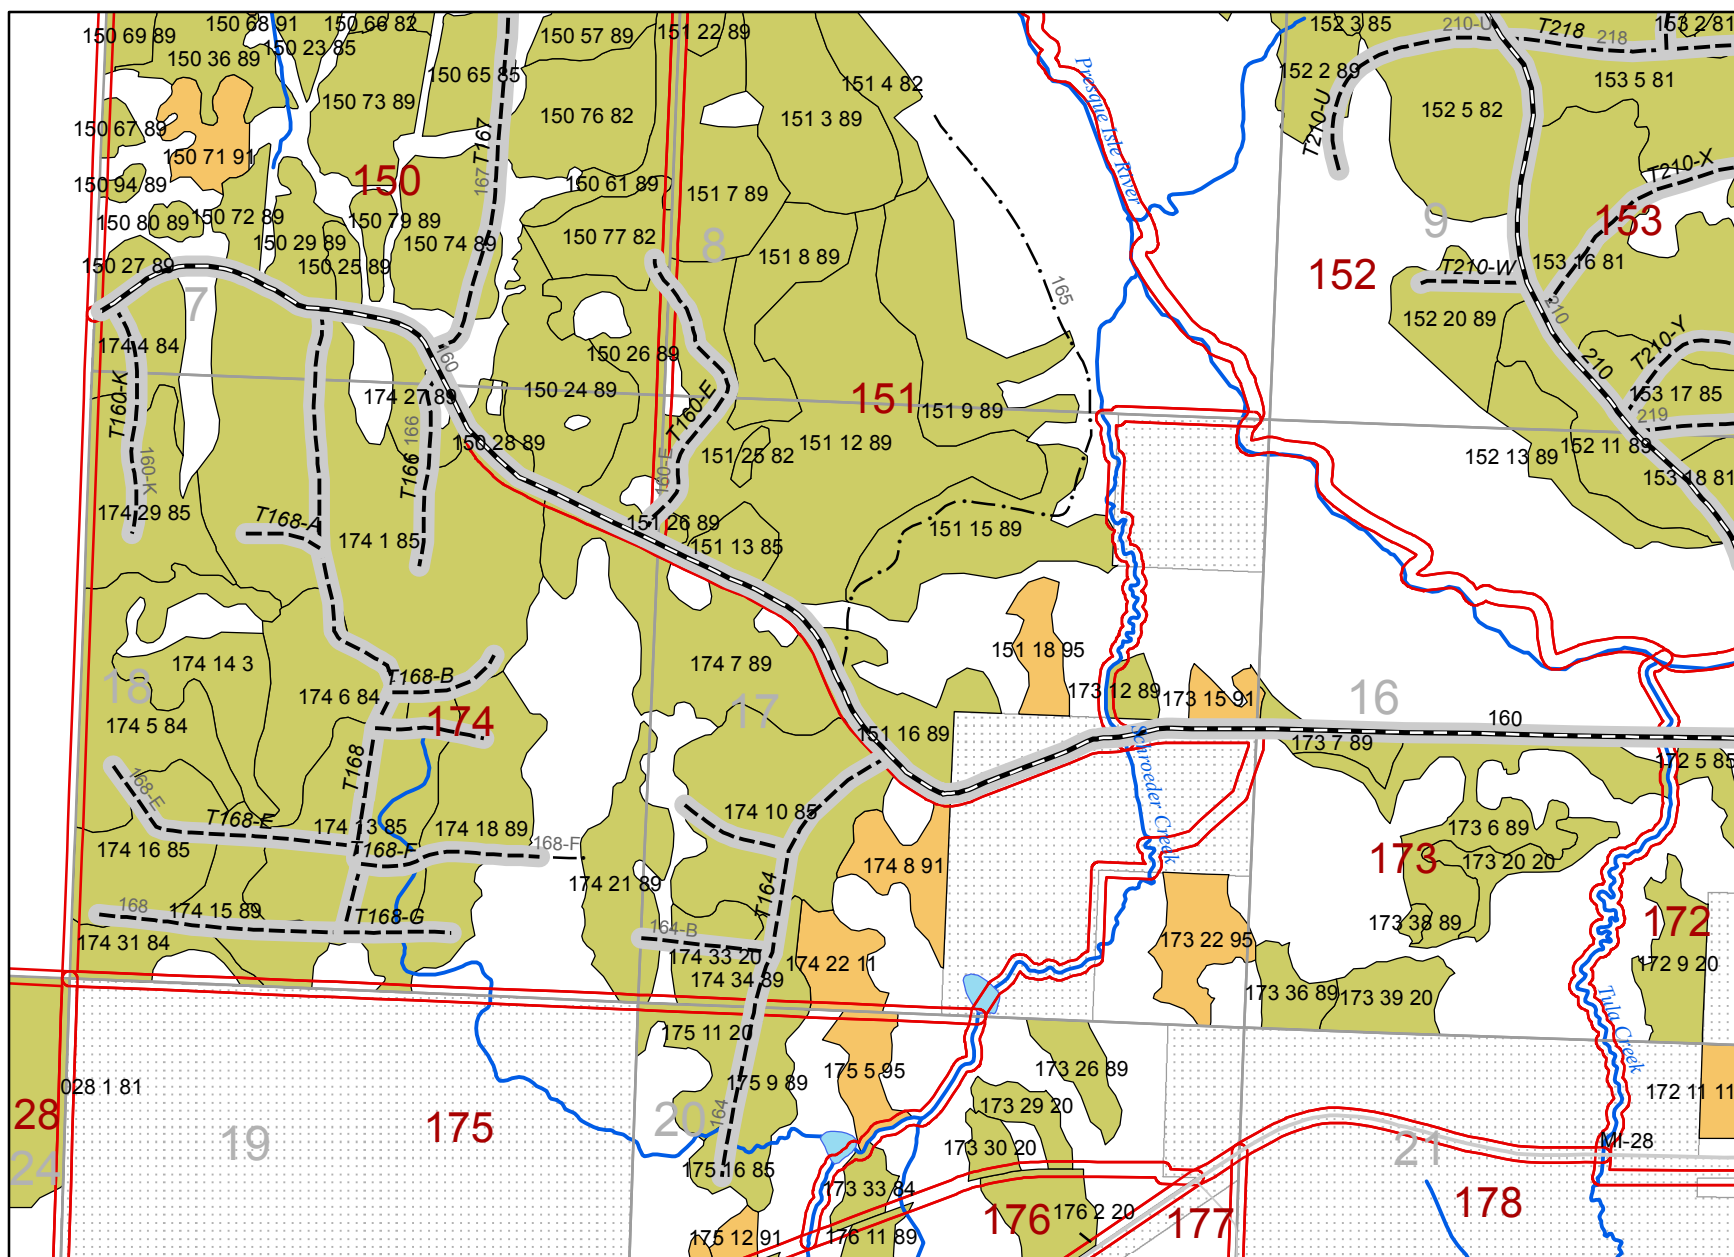 150 68 91
150 66 82
150 69 89
150 23 85
150 57 89
151 22 89
152 3 85
210-U
T218
218
153 2 81
150 36 89
150 65 85
151 4 82
152 2 89
153 5 81
Presque Isle River
150 73 89
150 76 82
151 3 89
152 5 82
T210-U
150 67 89
T167
150 71 91
167
T210-X
150 94 89
150
150 61 89
151 7 89
150 80 89
150 72 89
150 79 89
9
153
150 29 89
150 74 89
150 77 82
8
151 8 89
150 27 89
150 25 89
152
T210-W
153 16 81
7
165
210
152 20 89
174 4 84
160
150 26 89
T210-Y
210
T160-K
174 27 89
150 24 89
T160-E
151
151 9 89
153 17 85
219
166
150 28 89
151 25 82
151 12 89
152 13 89
152 11 89
160-K
T166
160-E
153 18 81
174 29 85
T168-A
151 26 89
151 15 89
174 1 85
151 13 85
174 14 3
174 7 89
151 18 95
18
T168-B
174 6 84
173 12 89
173 15 91
16
174 5 84
174
17
151 16 89
160
173 7 89
Schroeder Creek
172 5 85
T168
168-E
T168-E
174 13 85
174 18 89
174 10 85
173 6 89
174 16 85
T168-F
168-F
174 8 91
173
173 20 20
174 21 89
T164
168
174 15 89
T168-G
164-B
173 38 89
172
174 31 84
174 33 20
174 22 11
173 22 95
172 9 20
174 34 89
173 36 89
173 39 20
Tula Creek
175 11 20
028 1 81
175 9 89
175 5 95
173 26 89
172 11 11
28
164
173 29 20
19
175
20
173 30 20
21
MI-28
24
175 16 85
173 33 84
178
176
176 2 20
177
175 12 91
176 11 89